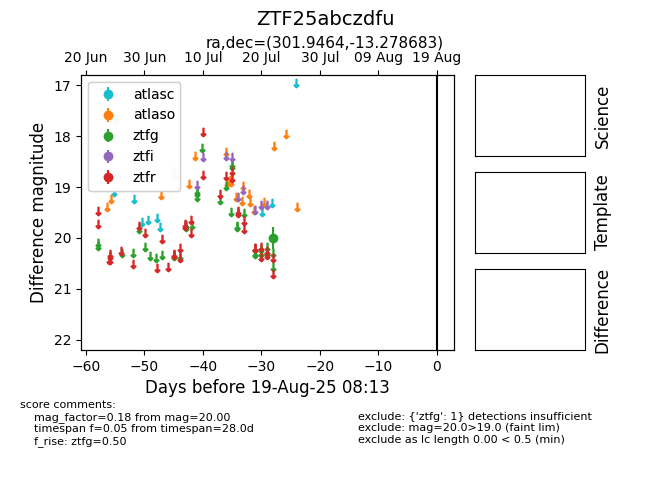 ZTF25abczdfu
ra,dec=(301.9464,-13.278683)
20 Jun 30 Jun 10 Jul 20 Jul 30 Jul 09 Aug 19 Aug
atlasc
atlaso
ztfg
ztfi
ztfr
17
18
19
20
21
22
Difference magnitude
−60 −50 −40 −30 −20 −10 0
Days before 19-Aug-25 08:13
Science
Template
Difference
score comments:
mag_factor=0.18 from mag=20.00
timespan f=0.05 from timespan=28.0d
f_rise: ztfg=0.50
exclude: {'ztfg': 1} detections insufficient
exclude: mag=20.0>19.0 (faint lim)
exclude as lc length 0.00 < 0.5 (min)